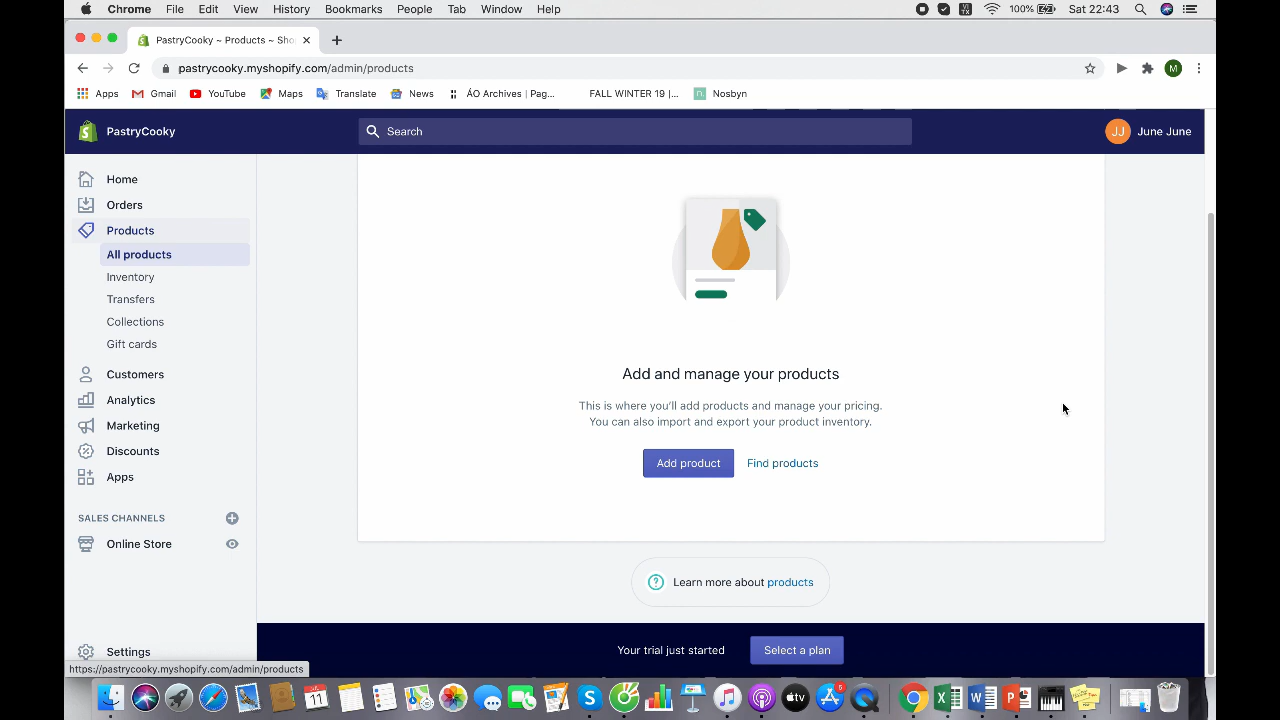 Chrome File Edit View History Bookmarks People Tab Window Help 100% Sat 22:43
PastryCooky ~ Products ~ Sho
pastrycooky.myshopify.com/admin/products M
Apps Gmail YouTube Maps Translate News ÁO Archives | Pag... FALL WINTER 19 |... n. Nosbyn
PastryCooky Search JJ June June
Home
Orders
Products
All products
Inventory
Transfers
Collections
Gift cards
Customers
Analytics
Marketing
Discounts
Apps
SALES CHANNELS
Online Store
Settings
Add and manage your products
This is where you'll add products and manage your pricing.
You can also import and export your product inventory.
Add product Find products
Learn more about products
Your trial just started Select a plan
https://pastrycooky.myshopify.com/admin/products